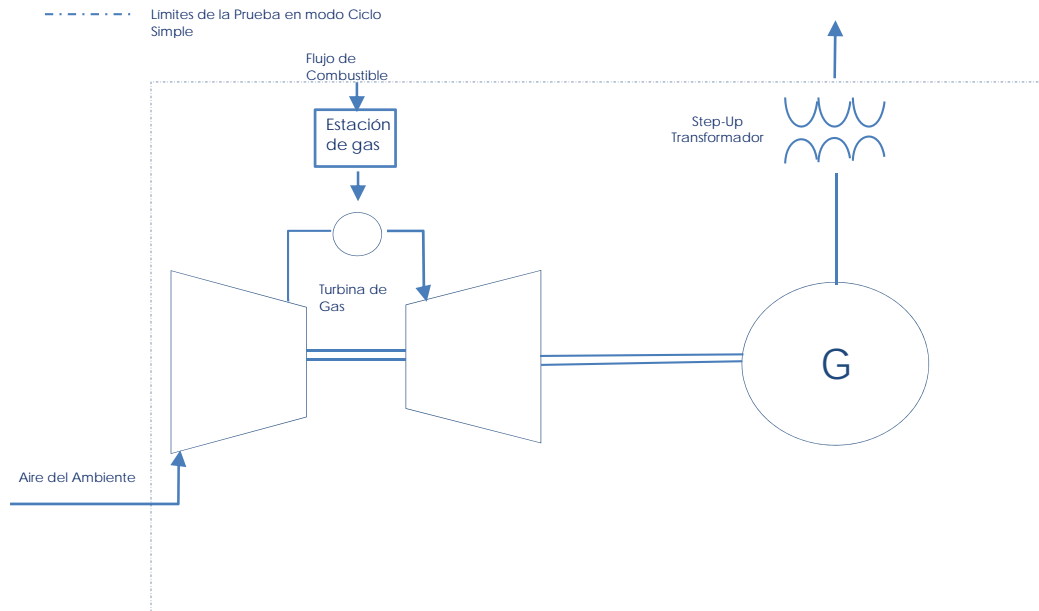 Límites de la Prueba en modo Ciclo
Simple
Flujo de
Combustible
Estación
de gas
Step-Up
Transformador
Turbina de
Gas
G
Aire del Ambiente